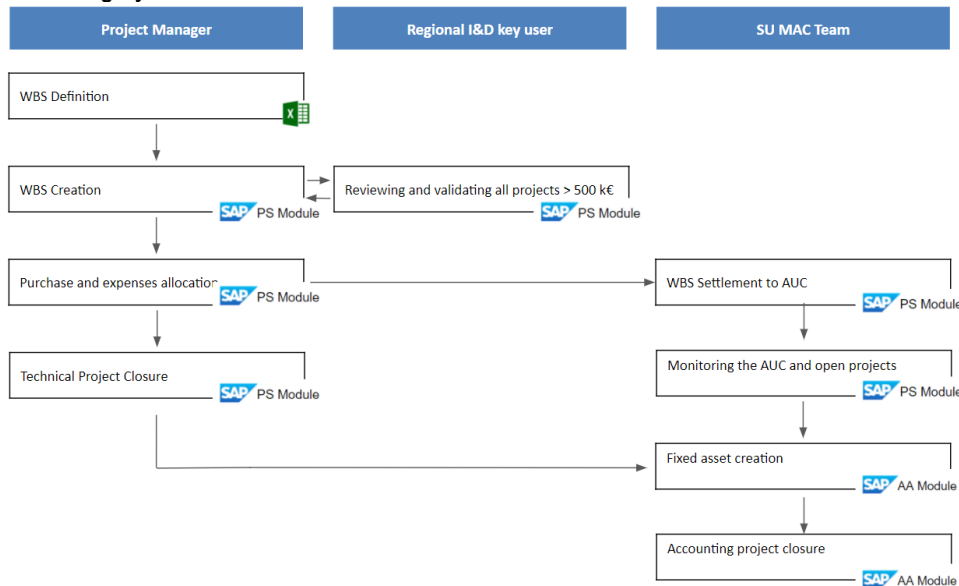 Project Manager
Regional I&D key user
SU MAC Team
WBS Definition
X
WBS Creation
SAP PS Module
Reviewing and validating all projects > 500 k€
SAP PS Module
Purchase and expenses allocation
SAP PS Module
WBS Settlement to AUC
SAP PS Module
Technical Project Closure
SAP PS Module
Monitoring the AUC and open projects
SAP PS Module
Fixed asset creation
SAP AA Module
Accounting project closure
SAP AA Module